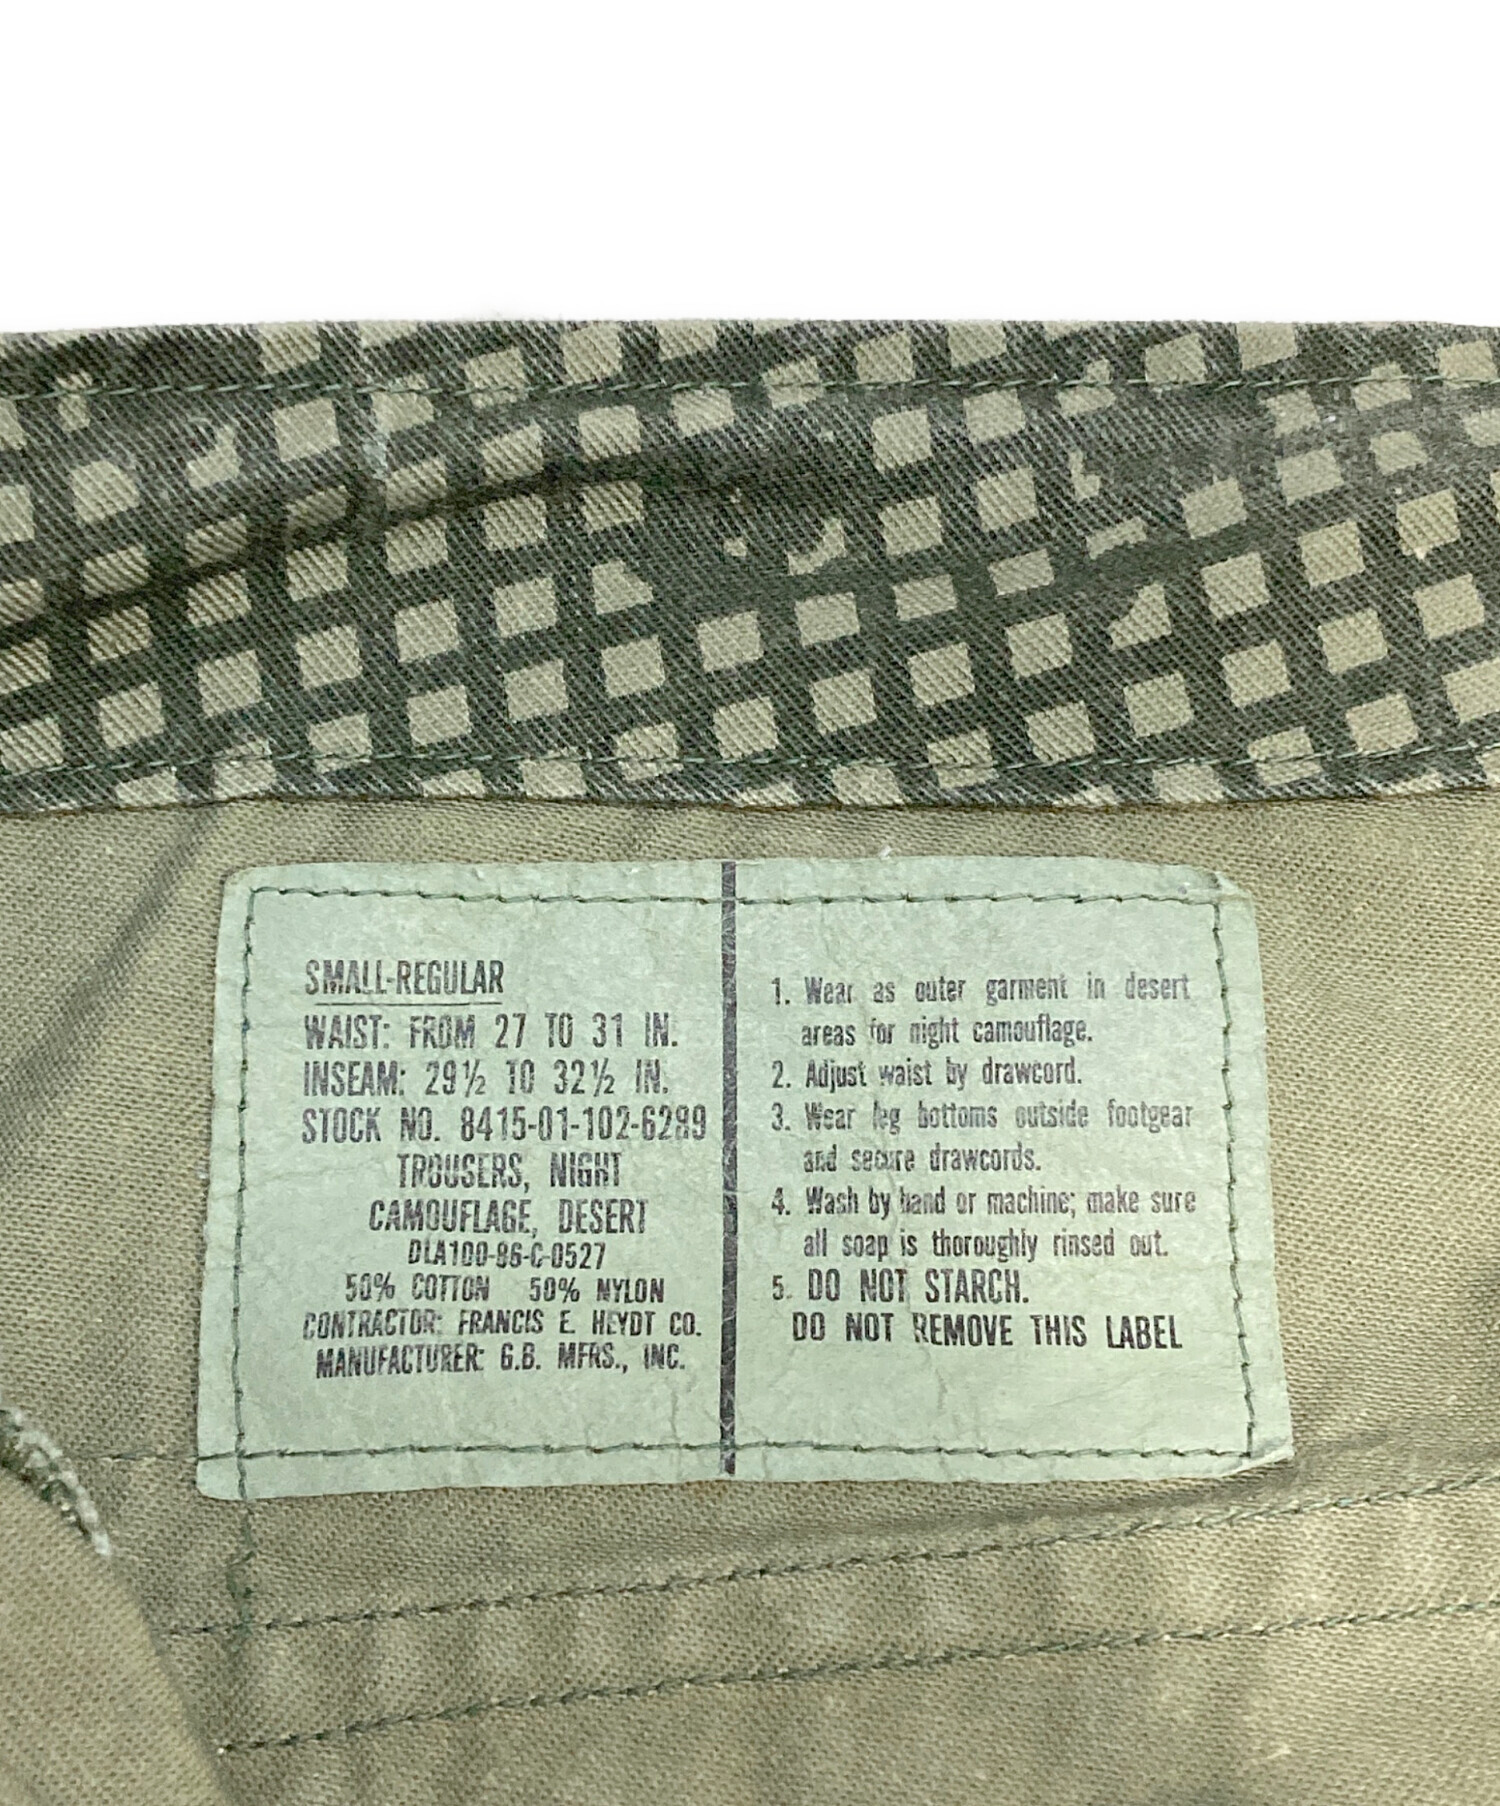 SMALL-REGULAR
WAIST: FROM 27 TO 31 IN.
INSEAM: 29½ TO 32½ IN.
STOCK NO. 8415-01-102-6289
TROUSERS, NIGHT
CAMOUFLAGE, DESERT
DLA100-86-C-0527
50% COTTON 50% NYLON
CONTRACTOR: FRANCIS E. HEYDT CO.
MANUFACTURER: G.B. MFRS., INC.
1. Wear as outer garment in desert
areas for night camouflage.
2. Adjust waist by drawcord.
3. Wear leg bottoms outside footgear
and secure drawcords.
4. Wash by hand or machine; make sure
all soap is thoroughly rinsed out.
5. DO NOT STARCH.
DO NOT REMOVE THIS LABEL